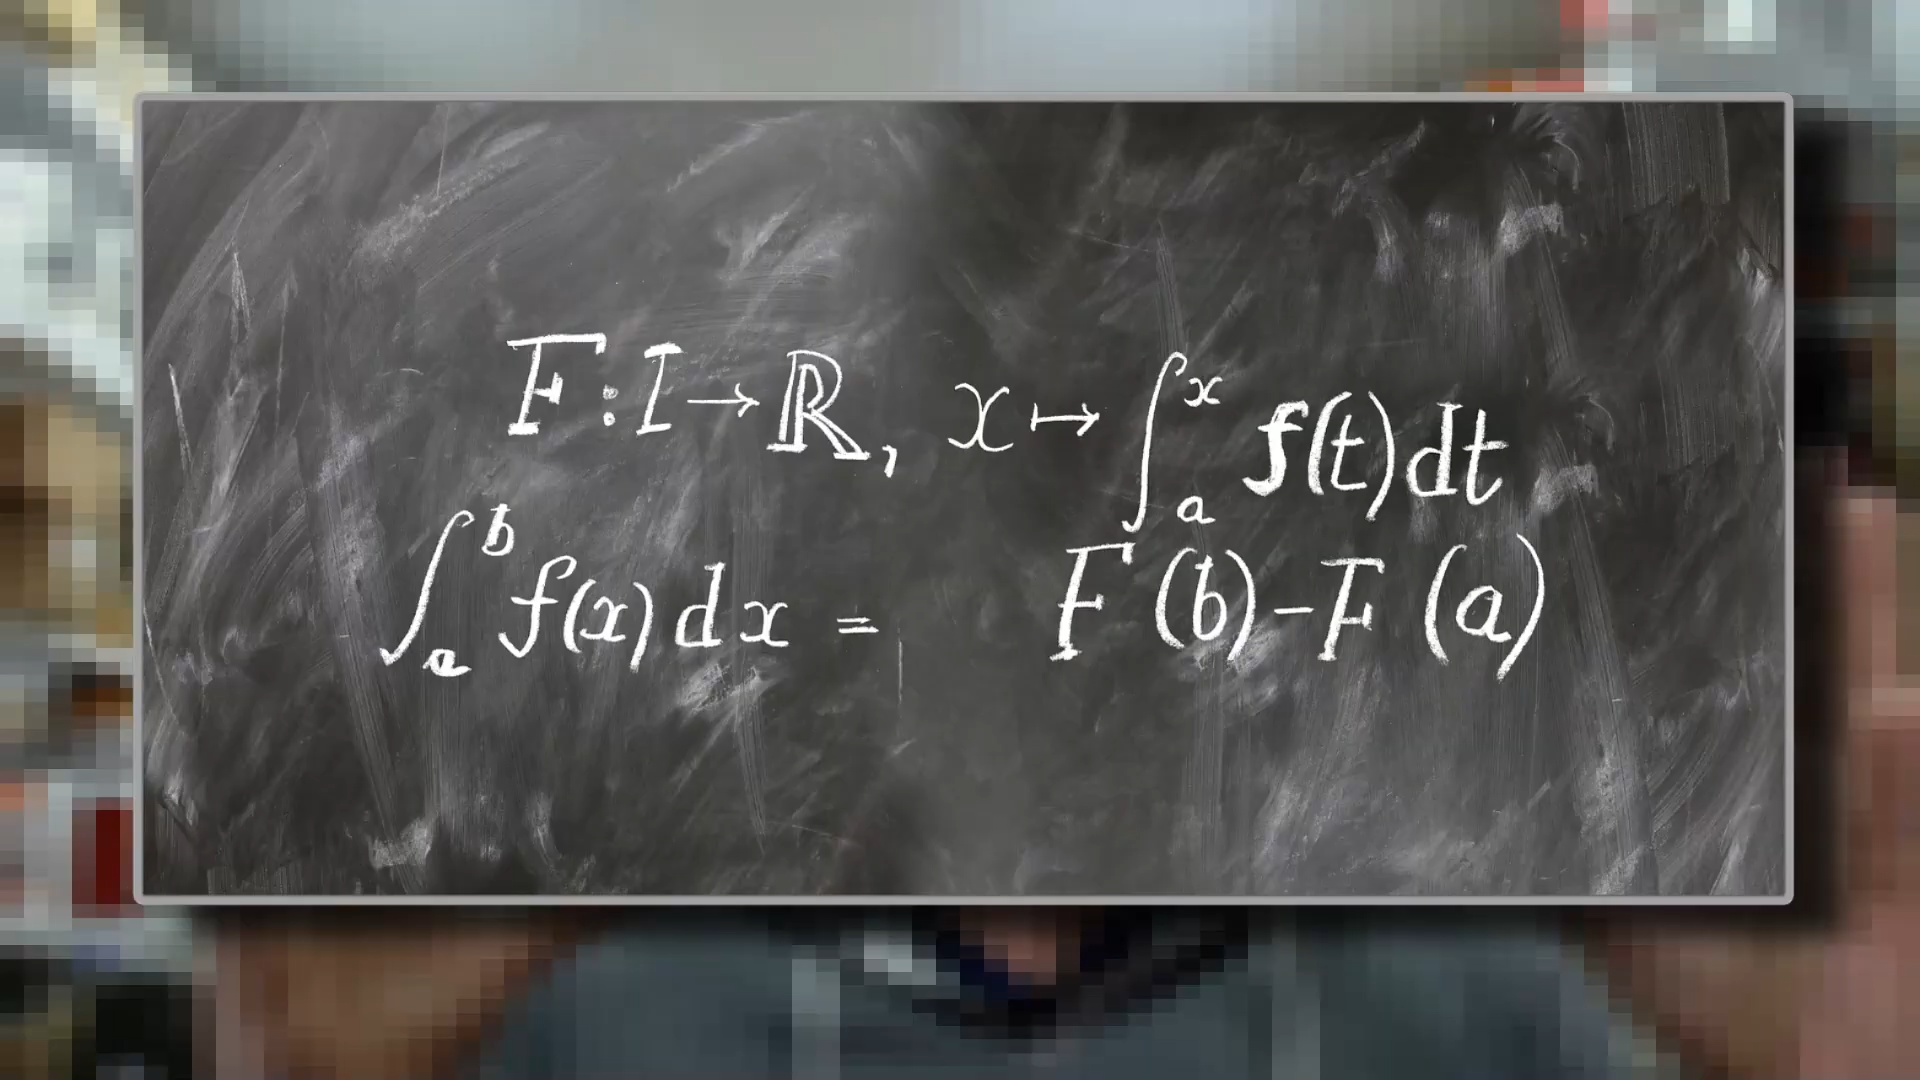 F : I → ℝ, x ↦ ∫ₐˣ f(t) dt
∫ₐᵇ f(x) dx = F(b) − F(a)